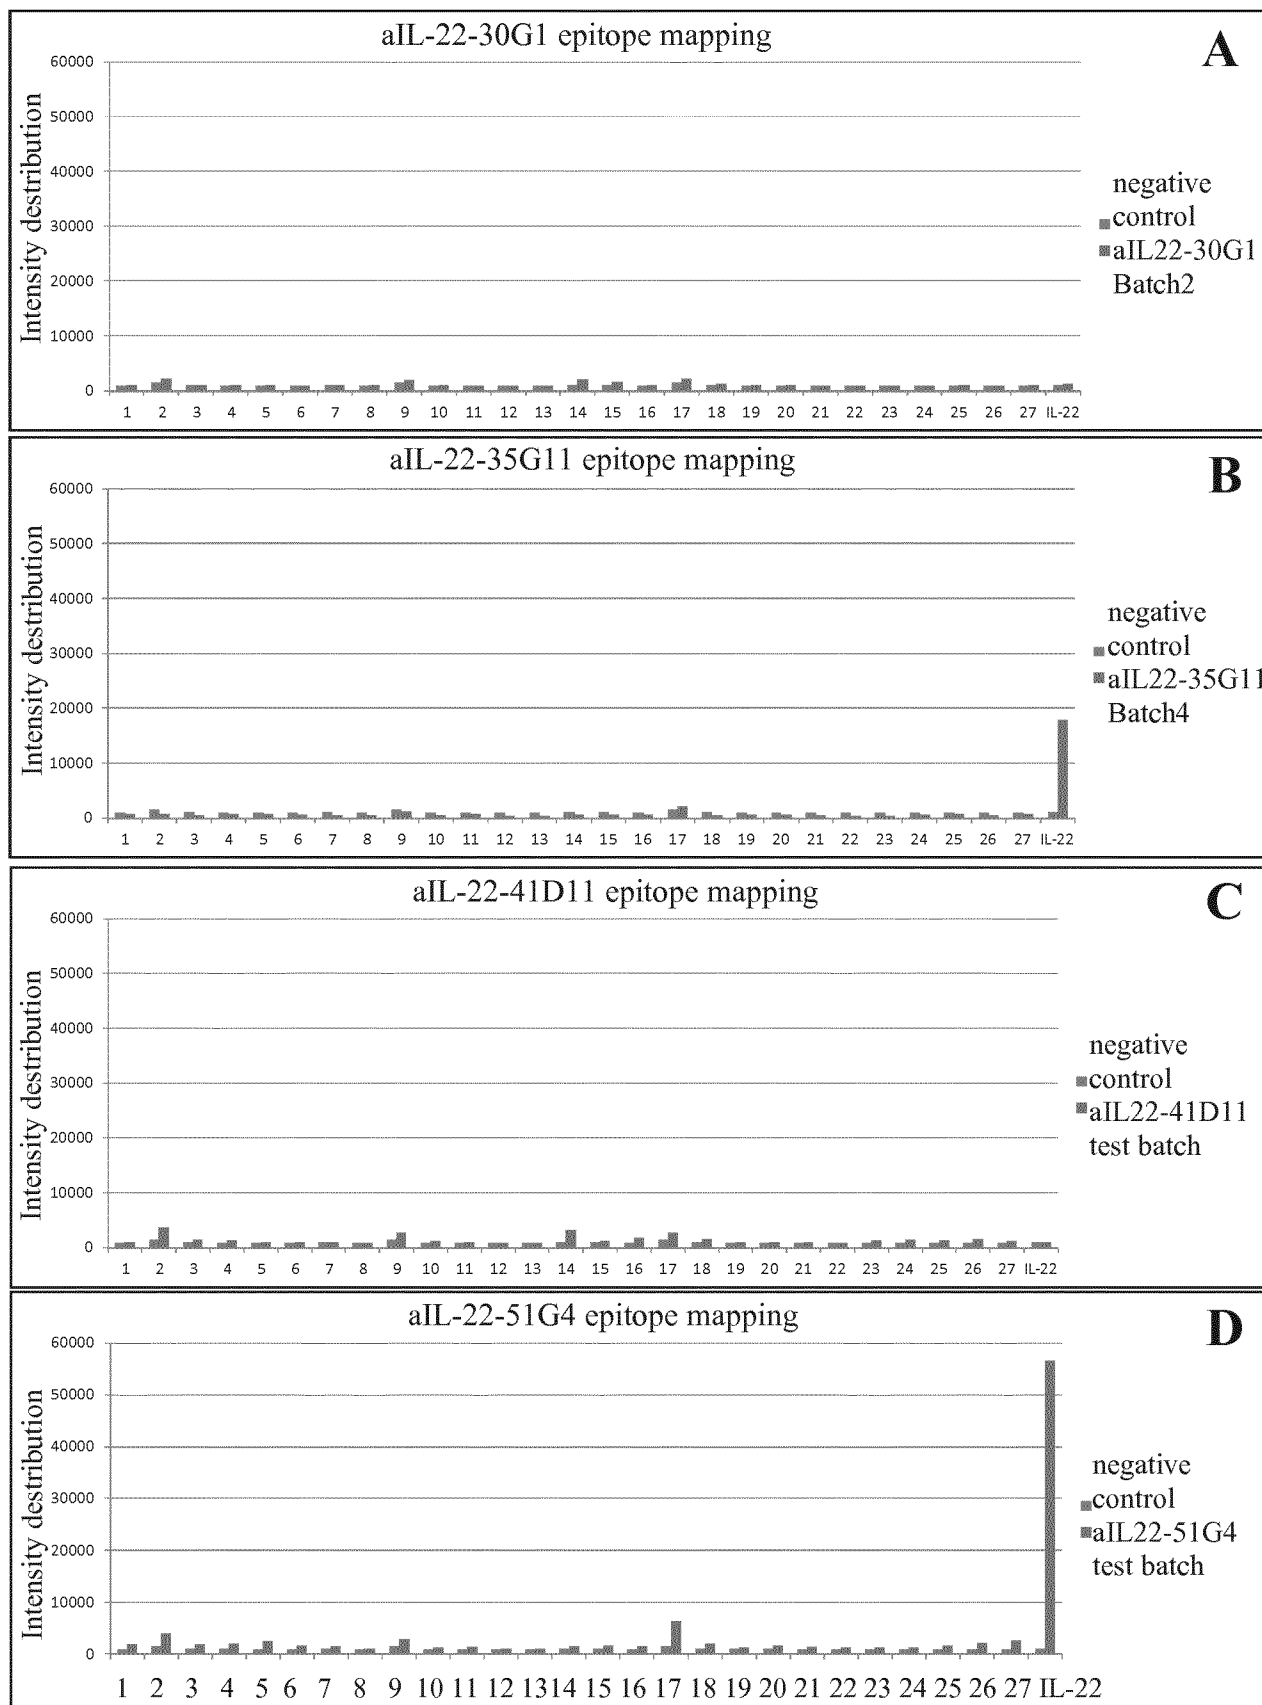 aIL-22-30G1 epitope mapping
A
Intensity destribution
60000
50000
40000
30000
20000
10000
0
1 2 3 4 5 6 7 8 9 10 11 12 13 14 15 16 17 18 19 20 21 22 23 24 25 26 27 IL-22
negative
control
aIL22-30G1
Batch2
aIL-22-35G11 epitope mapping
B
Intensity destribution
60000
50000
40000
30000
20000
10000
0
1 2 3 4 5 6 7 8 9 10 11 12 13 14 15 16 17 18 19 20 21 22 23 24 25 26 27 IL-22
negative
control
aIL22-35G11
Batch4
aIL-22-41D11 epitope mapping
C
Intensity destribution
60000
50000
40000
30000
20000
10000
0
1 2 3 4 5 6 7 8 9 10 11 12 13 14 15 16 17 18 19 20 21 22 23 24 25 26 27 IL-22
negative
control
aIL22-41D11
test batch
aIL-22-51G4 epitope mapping
D
Intensity destribution
60000
50000
40000
30000
20000
10000
0
1 2 3 4 5 6 7 8 9 10 11 12 1314 15 16 17 18 19 20 21 22 23 24 25 26 27 IL-22
negative
control
aIL22-51G4
test batch